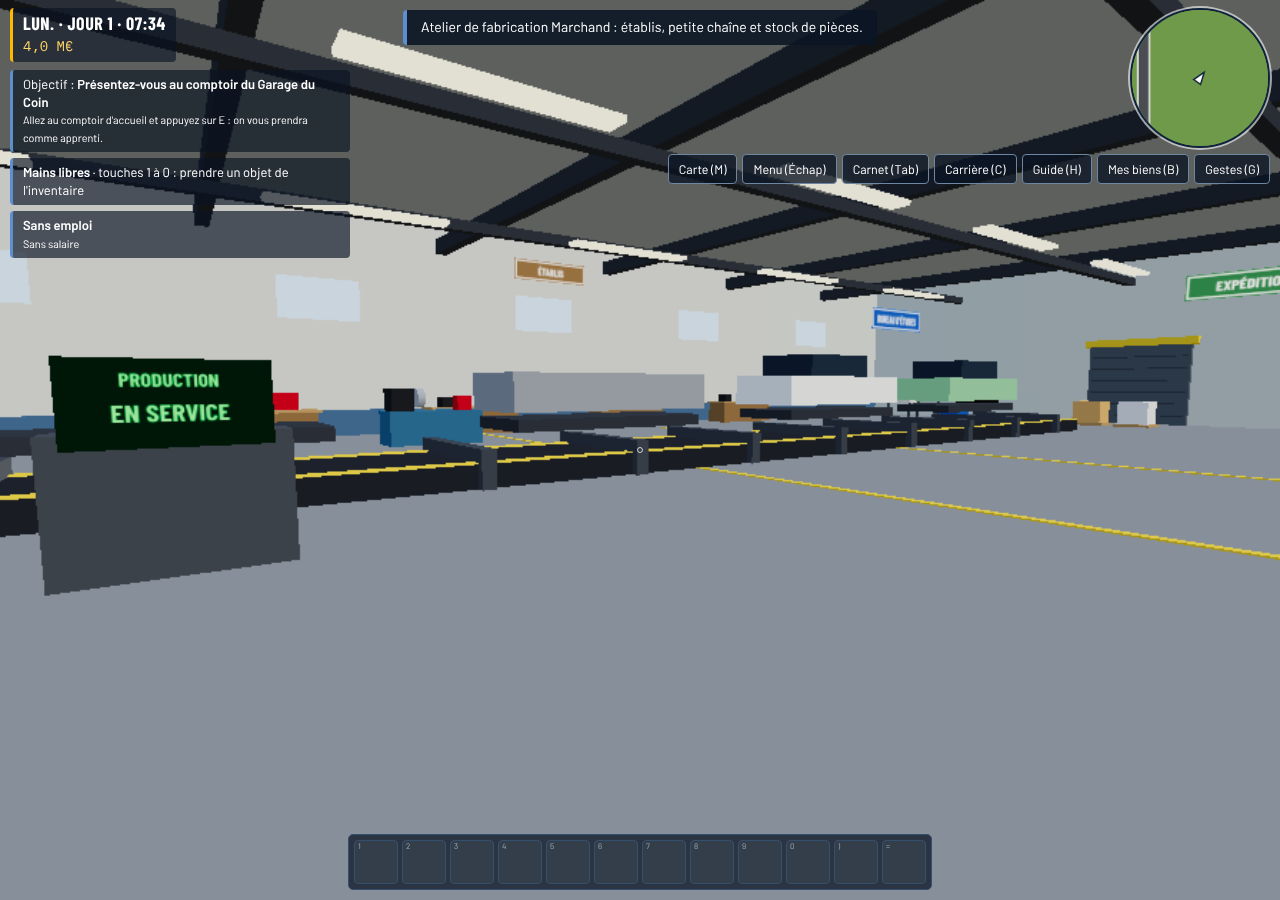 LUN. · JOUR 1 · 07:34
4,0 M€
Objectif : Présentez-vous au comptoir du Garage du
Coin
Allez au comptoir d'accueil et appuyez sur E : on vous prendra
comme apprenti.
Mains libres · touches 1 à 0 : prendre un objet de
l'inventaire
Sans emploi
Sans salaire
Atelier de fabrication Marchand : établis, petite chaîne et stock de pièces.
Carte (M)
Menu (Échap)
Carnet (Tab)
Carrière (C)
Guide (H)
Mes biens (B)
Gestes (G)
ÉTABLIS
BUREAU D'ÉTUDES
EXPÉDITIO
PRODUCTION
EN SERVICE
1 2 3 4 5 6 7 8 9 0 ) =